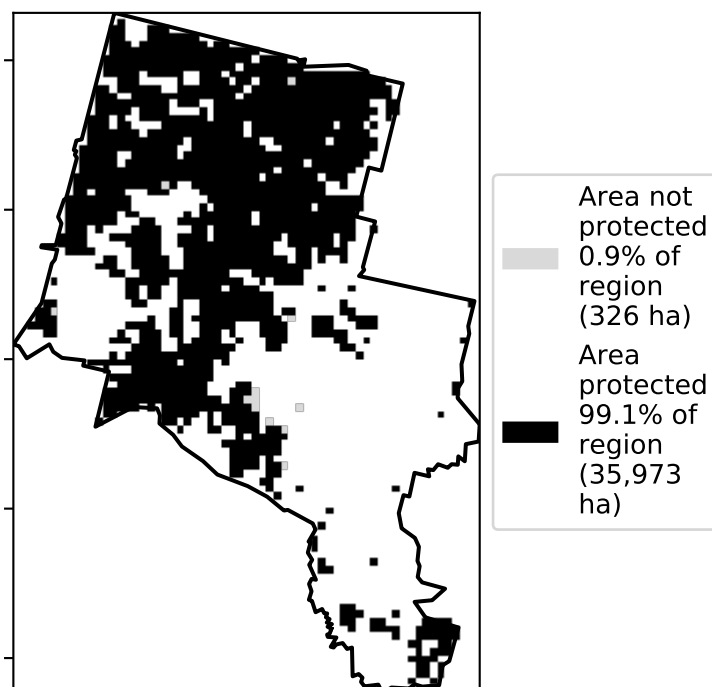 Area not
protected
0.9% of
region
(326 ha)
Area
protected
99.1% of
region
(35,973
ha)